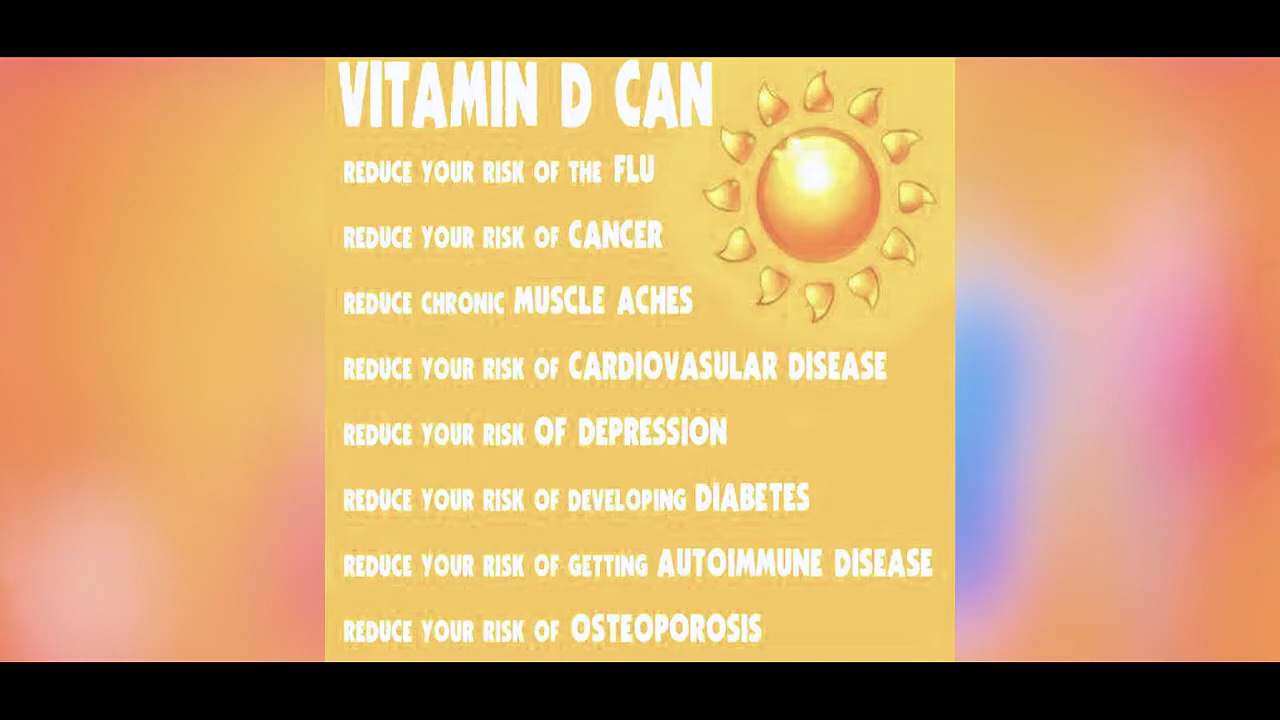 VITAMIN D CAN
REDUCE YOUR RISK OF THE FLU
REDUCE YOUR RISK OF CANCER
REDUCE CHRONIC MUSCLE ACHES
REDUCE YOUR RISK OF CARDIOVASULAR DISEASE
REDUCE YOUR RISK OF DEPRESSION
REDUCE YOUR RISK OF DEVELOPING DIABETES
REDUCE YOUR RISK OF GETTING AUTOIMMUNE DISEASE
REDUCE YOUR RISK OF OSTEOPOROSIS